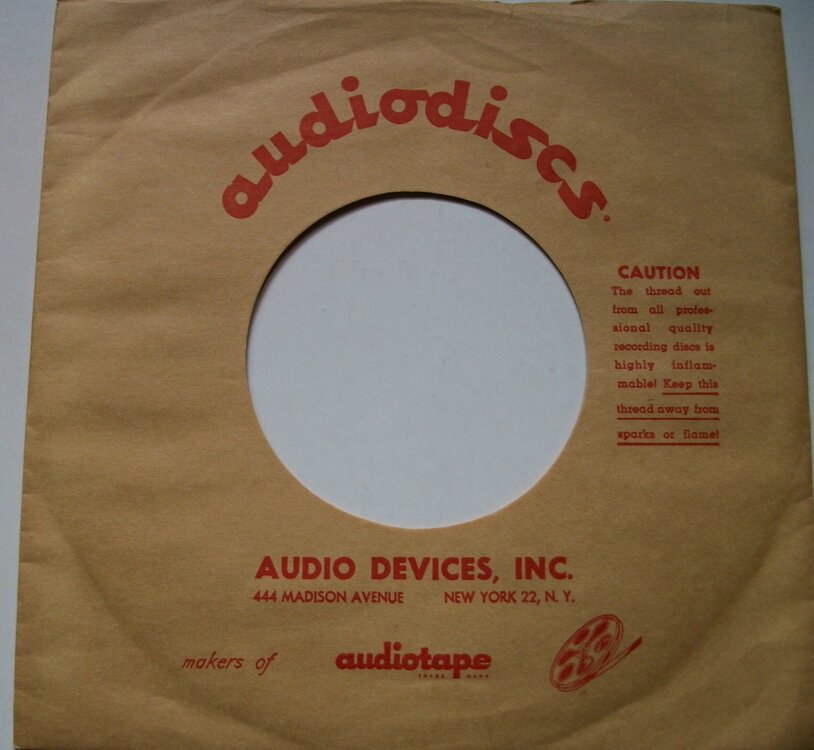 audiodiscs.
CAUTION
The thread out
from all profes-
sional quality
recording discs is
highly inflam-
mable! Keep this
thread away from
sparks or flame!
AUDIO DEVICES, INC.
444 MADISON AVENUE NEW YORK 22, N. Y.
makers of audiotape
TRADE MARK